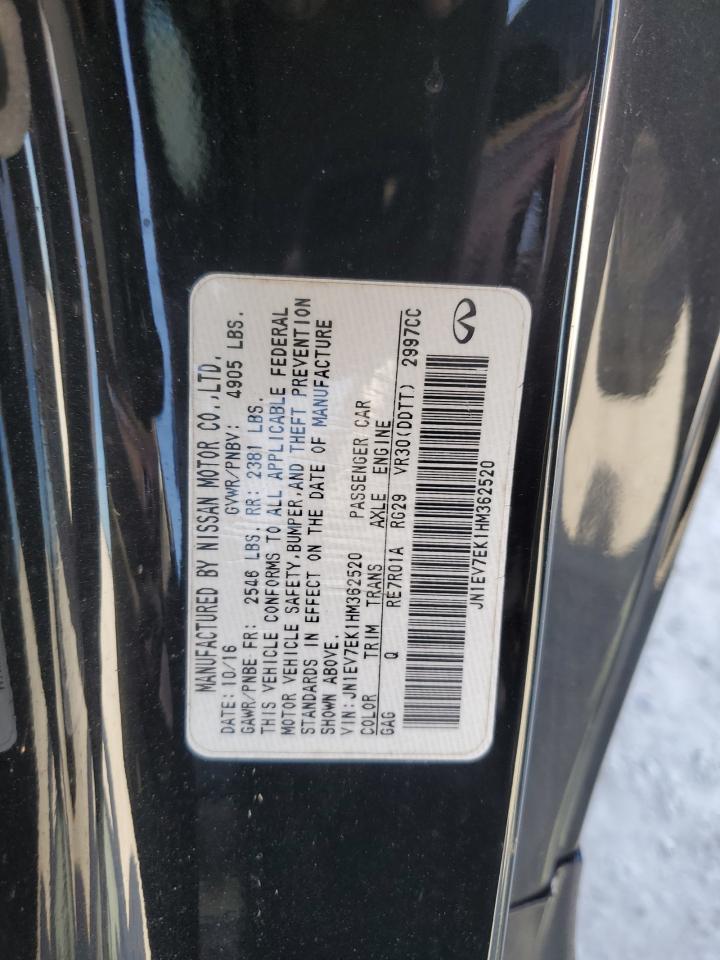 MANUFACTURED BY NISSAN MOTOR CO.,LTD.
DATE: 10/16 GVWR/PNBV: 4905 LBS.
GAWR/PNBE FR: 2546 LBS. RR: 2381 LBS.
THIS VEHICLE CONFORMS TO ALL APPLICABLE FEDERAL
MOTOR VEHICLE SAFETY,BUMPER,AND THEFT PREVENTION
STANDARDS IN EFFECT ON THE DATE OF MANUFACTURE
SHOWN ABOVE.
VIN:JN1EV7EK1HM362520 PASSENGER CAR
COLOR TRIM TRANS AXLE ENGINE
GAG Q RE7R01A RG29 VR30(DDTT) 2997CC
JN1EV7EK1HM362520